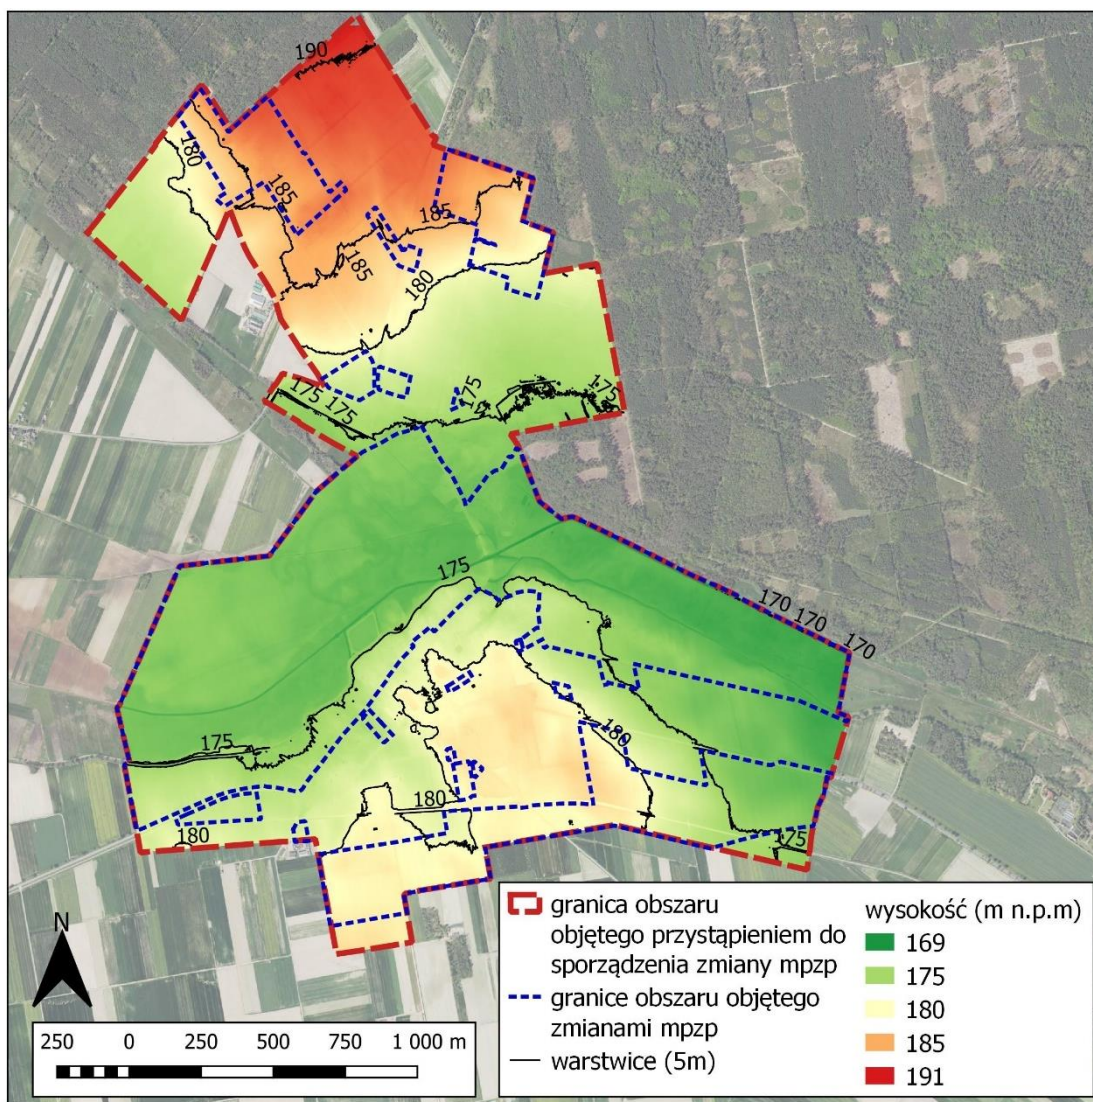 190
180
185
185
185
180
175 175
175
175
175
170
170
170
180
175
180
180
175
N
250 0 250 500 750 1 000 m
granica obszaru
objętego przystąpieniem do
sporządzenia zmiany mpzp
granice obszaru objętego
zmianami mpzp
warstwice (5m)
wysokość (m n.p.m)
169
175
180
185
191